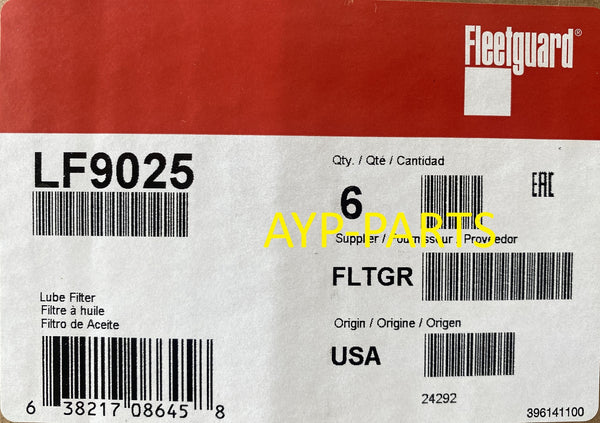 Fleetguard®
LF9025
Qty. / Qté / Cantidad
6
EAC
AYP-PARTS
Supplier / Fournisseur / Proveedor
FLTGR
Lube Filter
Filtre à huile
Filtro de Aceite
Origin / Origine / Origen
USA
24292
6 38217 08645 8
396141100